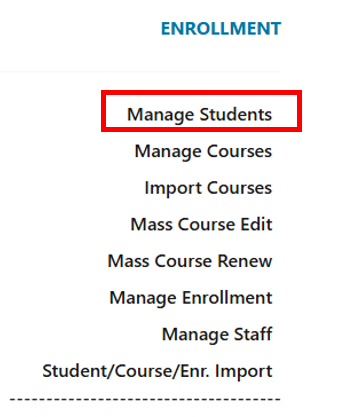 ENROLLMENT
Manage Students
Manage Courses
Import Courses
Mass Course Edit
Mass Course Renew
Manage Enrollment
Manage Staff
Student/Course/Enr. Import